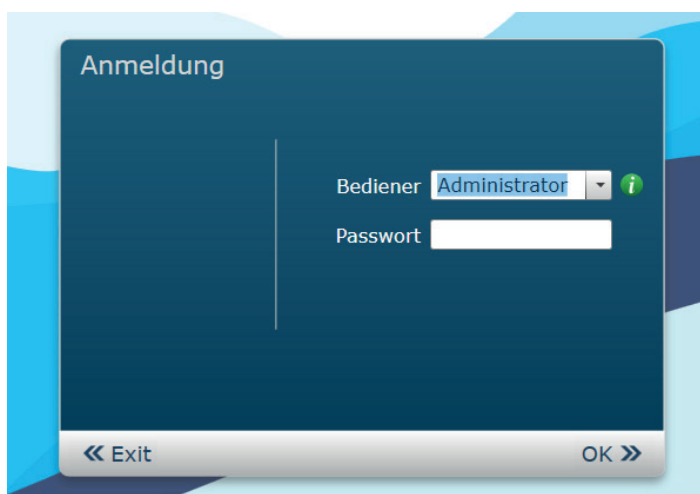 Anmeldung
Bediener Administrator
Passwort
« Exit
OK »